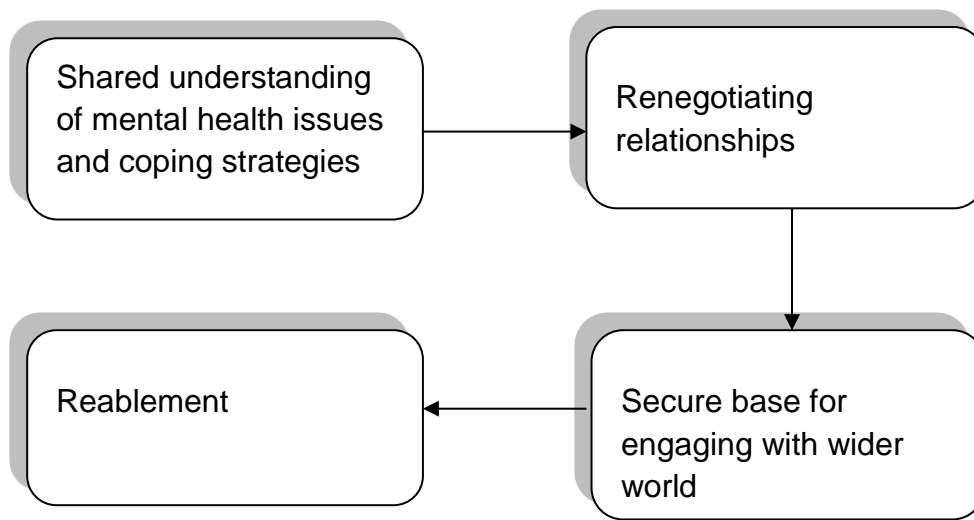 Shared understanding
of mental health issues
and coping strategies
Renegotiating
relationships
Secure base for
engaging with wider
world
Reablement